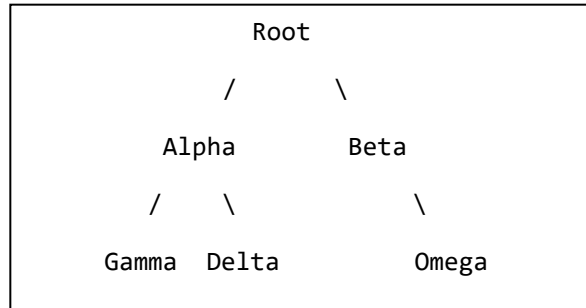 Root
/ \
Alpha Beta
/ \ \
Gamma Delta Omega